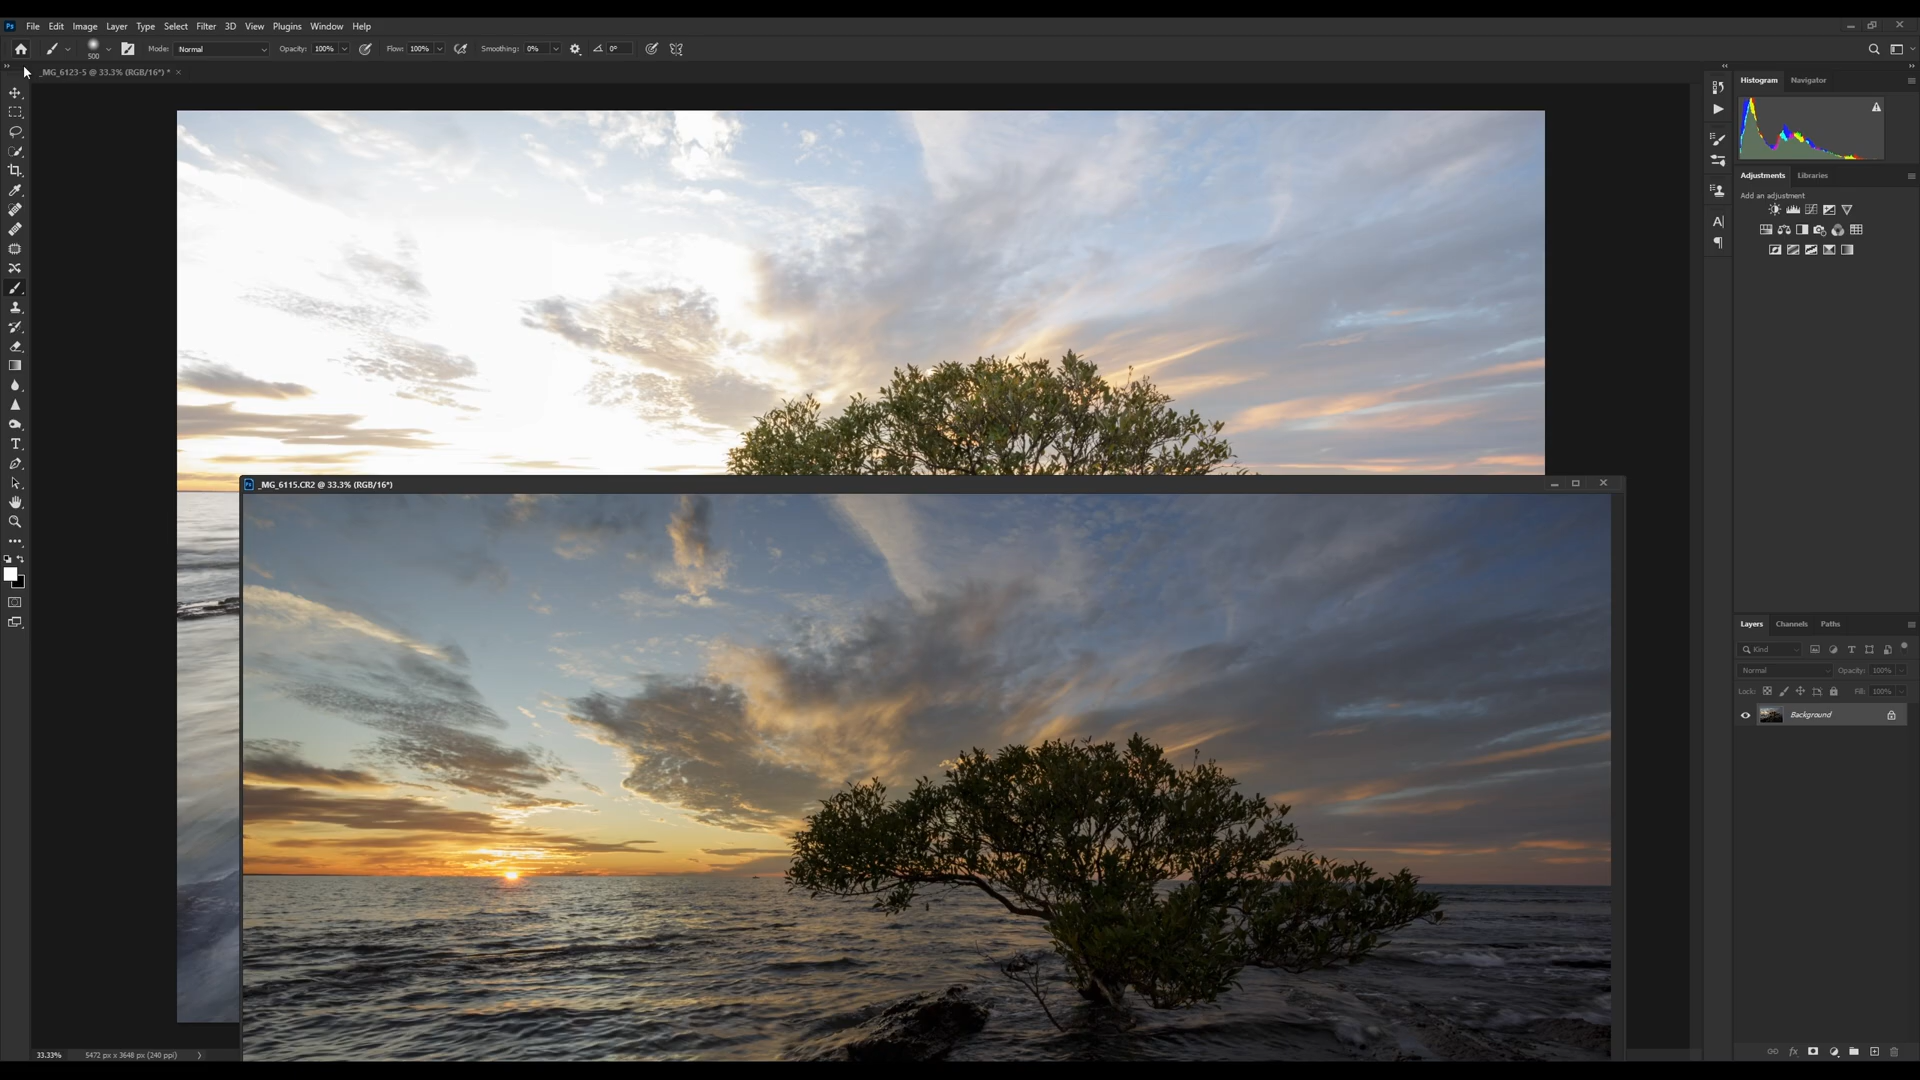 Ps File Edit Image Layer Type Select Filter 3D View Plugins Window Help
500 Mode: Normal Opacity: 100% Flow: 100% Smoothing: 0% 0°
_MG_6123-5 @ 33.3% (RGB/16*) * ×
Histogram Navigator
Adjustments Libraries
Add an adjustment
_MG_6115.CR2 @ 33.3% (RGB/16*)
Layers Channels Paths
Kind
Normal Opacity: 100%
Lock: Fill: 100%
Background
33.33% 5472 px x 3648 px (240 ppi)